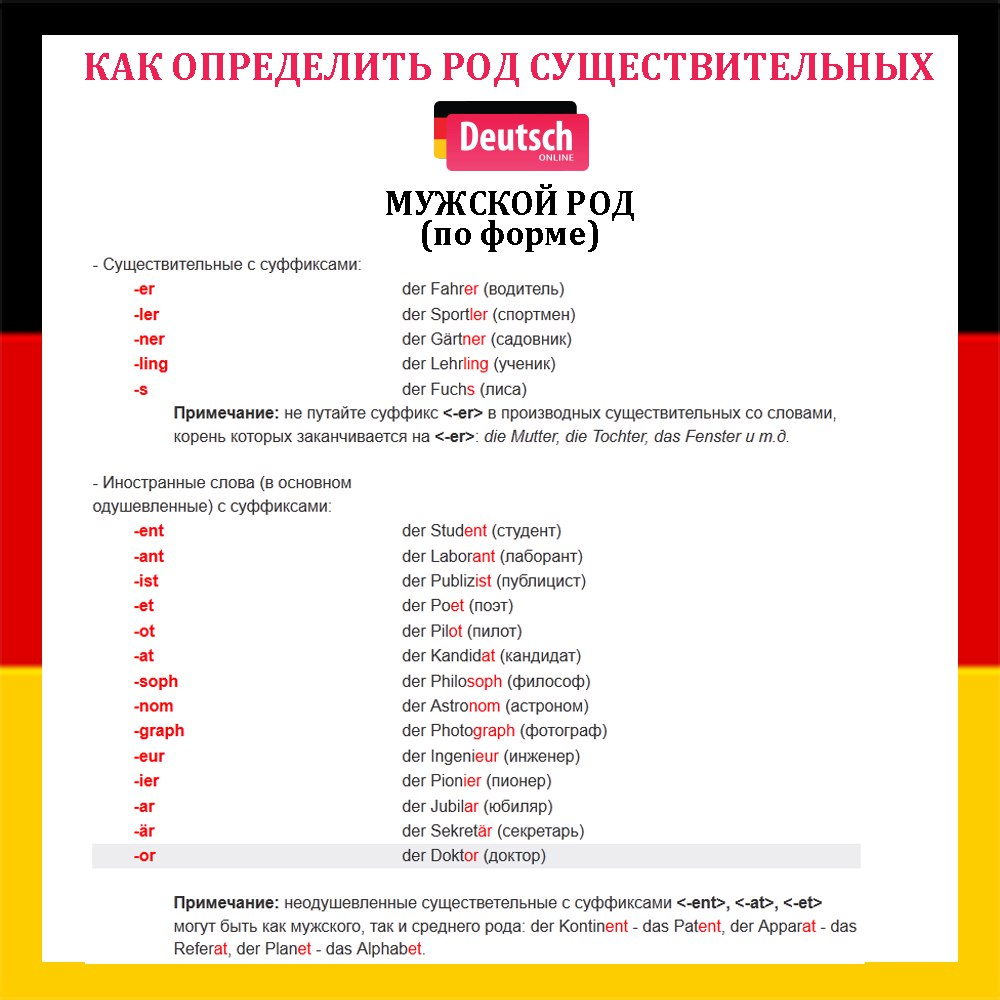 КАК ОПРЕДЕЛИТЬ РОД СУЩЕСТВИТЕЛЬНЫХ
Deutsch
ONLINE
МУЖСКОЙ РОД
(по форме)
- Существительные с суффиксами:
-er der Fahrer (водитель)
-ler der Sportler (спортмен)
-ner der Gärtner (садовник)
-ling der Lehrling (ученик)
-s der Fuchs (лиса)
Примечание: не путайте суффикс <-er> в производных существительных со словами,
корень которых заканчивается на <-er>: die Mutter, die Tochter, das Fenster и т.д.
- Иностранные слова (в основном
одушевленные) с суффиксами:
-ent der Student (студент)
-ant der Laborant (лаборант)
-ist der Publizist (публицист)
-et der Poet (поэт)
-ot der Pilot (пилот)
-at der Kandidat (кандидат)
-soph der Philosoph (философ)
-nom der Astronom (астроном)
-graph der Photograph (фотограф)
-eur der Ingenieur (инженер)
-ier der Pionier (пионер)
-ar der Jubilar (юбиляр)
-är der Sekretär (секретарь)
-or der Doktor (доктор)
Примечание: неодушевленные существетельные с суффиксами <-ent>, <-at>, <-et>
могут быть как мужского, так и среднего рода: der Kontinent - das Patent, der Apparat - das
Referat, der Planet - das Alphabet.